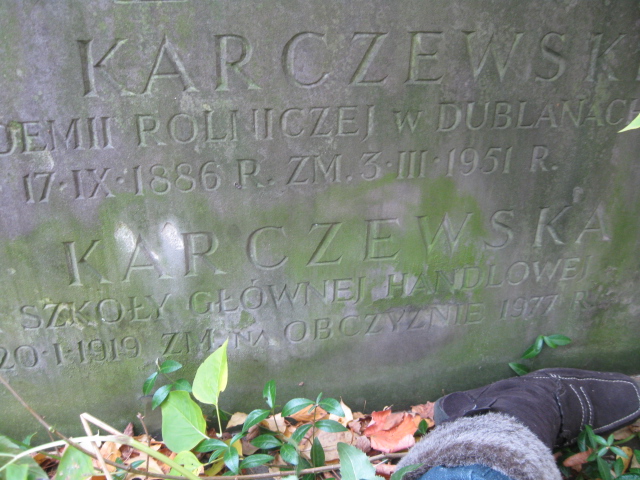 K KARCZEWSKI
DEMII ROLNICZEJ W DUBLANACH
17·IX·1886 R. ZM. 3·III·1951 R.
K KARCZEWSKA
SZKOŁY GŁÓWNEJ HANDLOWEJ
20·I·1919 ZM. NA OBCZYŹNIE 1977 R.